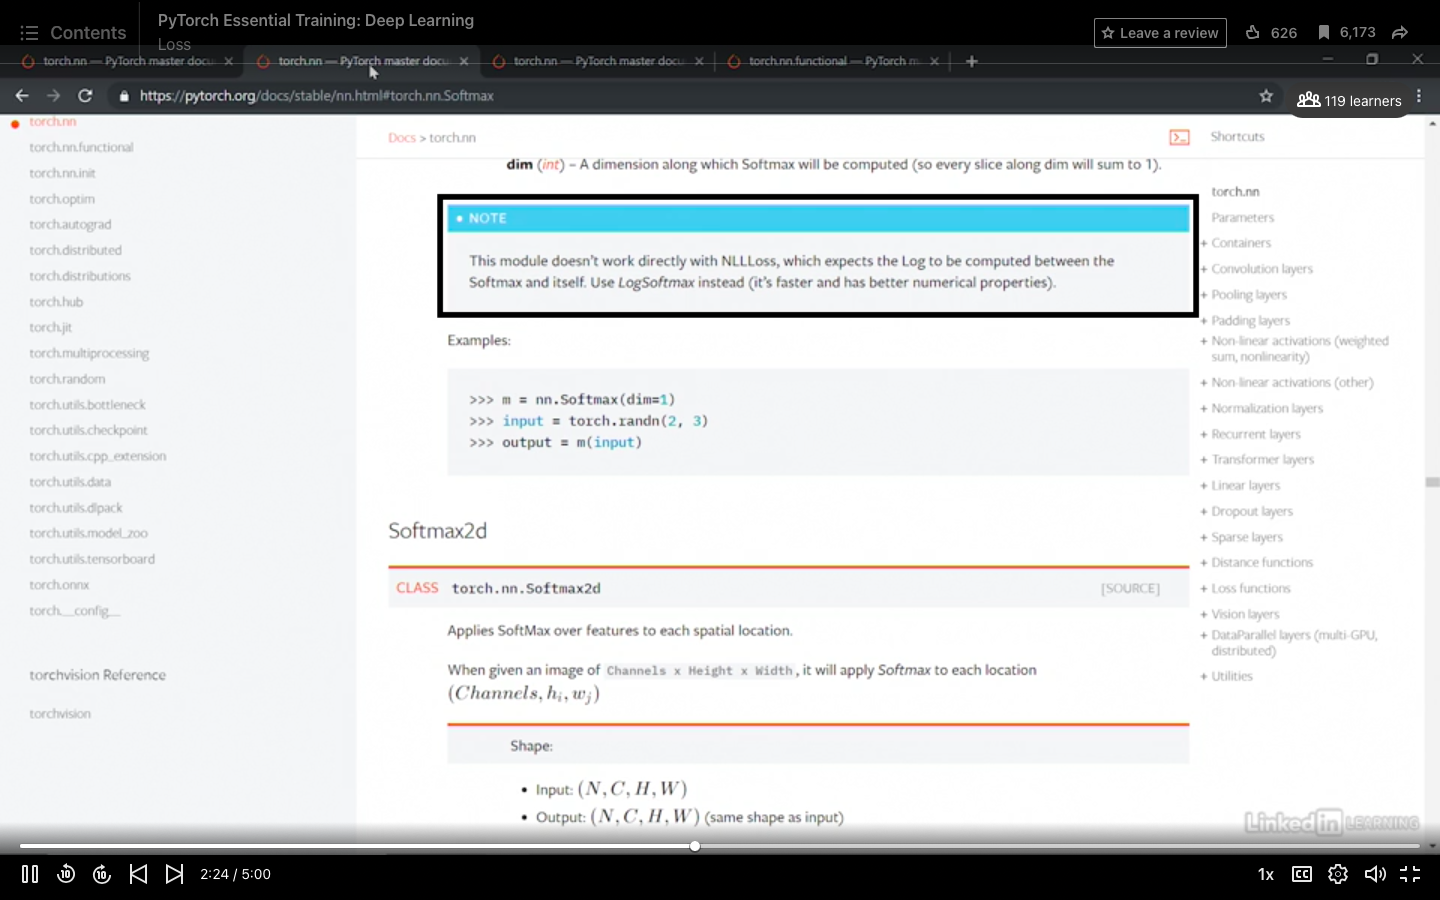 Contents
PyTorch Essential Training: Deep Learning
Loss
Leave a review
626
6,173
torch.nn — PyTorch master docu
torch.nn — PyTorch master docu
torch.nn — PyTorch master docu
torch.nn.functional — PyTorch m
https://pytorch.org/docs/stable/nn.html#torch.nn.Softmax
119 learners
torch.nn
torch.nn.functional
torch.nn.init
torch.optim
torch.autograd
torch.distributed
torch.distributions
torch.hub
torch.jit
torch.multiprocessing
torch.random
torch.utils.bottleneck
torch.utils.checkpoint
torch.utils.cpp_extension
torch.utils.data
torch.utils.dlpack
torch.utils.model_zoo
torch.utils.tensorboard
torch.onnx
torch.__config__
torchvision Reference
torchvision
Docs > torch.nn
dim (int) – A dimension along which Softmax will be computed (so every slice along dim will sum to 1).
NOTE
This module doesn't work directly with NLLLoss, which expects the Log to be computed between the
Softmax and itself. Use LogSoftmax instead (it's faster and has better numerical properties).
Examples:
>>> m = nn.Softmax(dim=1)
>>> input = torch.randn(2, 3)
>>> output = m(input)
Softmax2d
CLASS torch.nn.Softmax2d [SOURCE]
Applies SoftMax over features to each spatial location.
When given an image of Channels x Height x Width, it will apply Softmax to each location
(Channels, hᵢ, wⱼ)
Shape:
• Input: (N, C, H, W)
• Output: (N, C, H, W) (same shape as input)
Shortcuts
torch.nn
Parameters
+ Containers
+ Convolution layers
+ Pooling layers
+ Padding layers
+ Non-linear activations (weighted
sum, nonlinearity)
+ Non-linear activations (other)
+ Normalization layers
+ Recurrent layers
+ Transformer layers
+ Linear layers
+ Dropout layers
+ Sparse layers
+ Distance functions
+ Loss functions
+ Vision layers
+ DataParallel layers (multi-GPU,
distributed)
+ Utilities
Linked in LEARNING
10
10
2:24 / 5:00
1x
CC